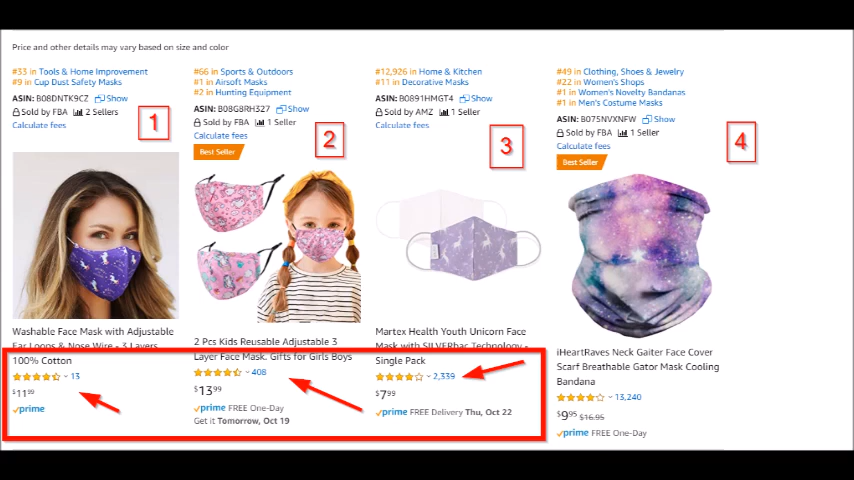 Price and other details may vary based on size and color
#33 in Tools & Home Improvement
#9 in Cup Dust Safety Masks
ASIN: B08DNTK9CZ Show
Sold by FBA 2 Sellers
Calculate fees
1
Washable Face Mask with Adjustable
Ear Loops & Nose Wire - 3 Layers,
100% Cotton
13
$11.99
prime
#66 in Sports & Outdoors
#1 in Airsoft Masks
#2 in Hunting Equipment
ASIN: B08G8RH327 Show
Sold by FBA 1 Seller
Calculate fees
Best Seller
2
2 Pcs Kids Reusable Adjustable 3
Layer Face Mask. Gifts for Girls Boys
408
$13.99
prime FREE One-Day
Get it Tomorrow, Oct 19
#12,926 in Home & Kitchen
#11 in Decorative Masks
ASIN: B0891HMGT4 Show
Sold by AMZ 1 Seller
Calculate fees
3
Martex Health Youth Unicorn Face
Mask with SILVERbac Technology -
Single Pack
2,339
$7.99
prime FREE Delivery Thu, Oct 22
#49 in Clothing, Shoes & Jewelry
#22 in Women's Shops
#1 in Women's Novelty Bandanas
#1 in Men's Costume Masks
ASIN: B075NVXNFW Show
Sold by FBA 1 Seller
Calculate fees
Best Seller
4
iHeartRaves Neck Gaiter Face Cover
Scarf Breathable Gator Mask Cooling
Bandana
13,240
$9.95 $16.95
prime FREE One-Day